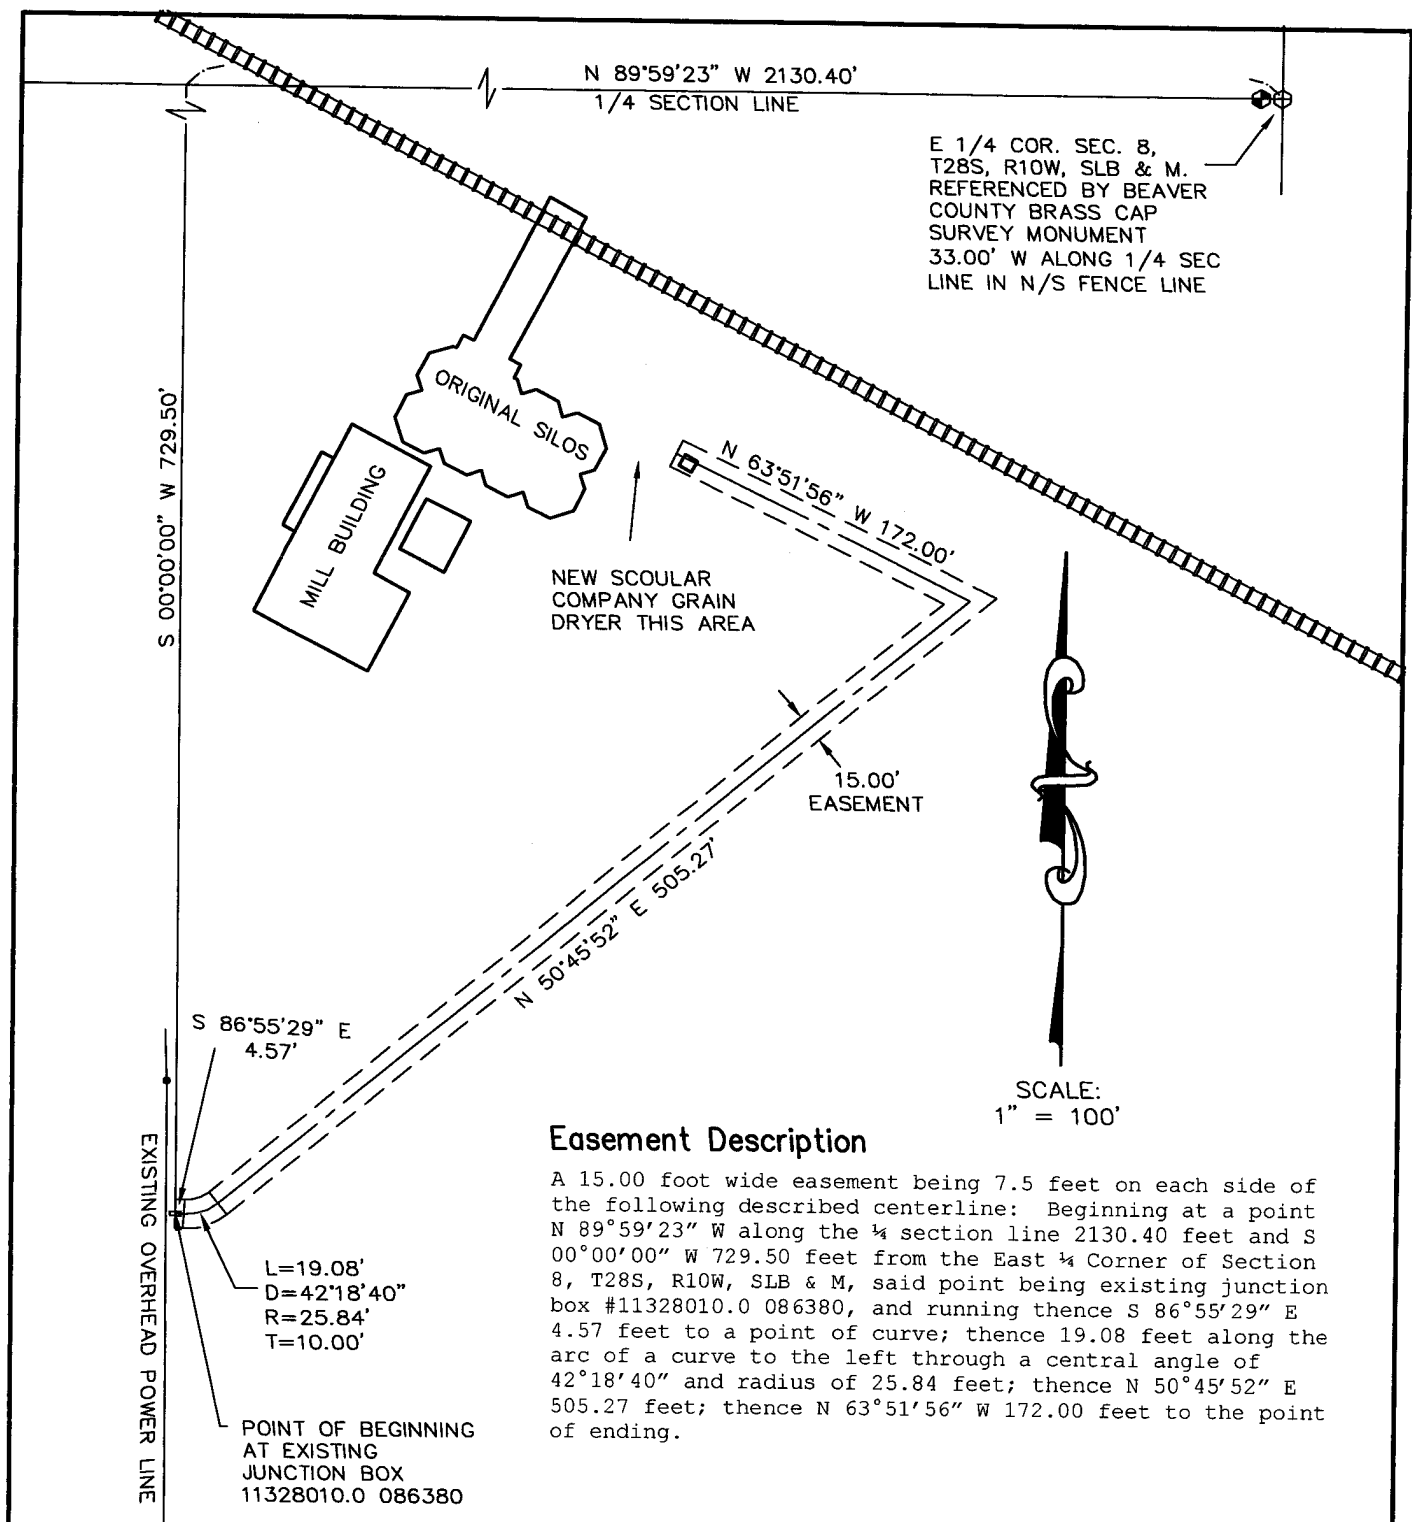 N 89°59'23" W 2130.40'
1/4 SECTION LINE
E 1/4 COR. SEC. 8,
T28S, R10W, SLB & M.
REFERENCED BY BEAVER
COUNTY BRASS CAP
SURVEY MONUMENT
33.00' W ALONG 1/4 SEC
LINE IN N/S FENCE LINE
S 00°00'00" W 729.50'
ORIGINAL SILOS
MILL BUILDING
N 63°51'56" W 172.00'
NEW SCOULAR
COMPANY GRAIN
DRYER THIS AREA
15.00'
EASEMENT
N 50°45'52" E 505.27'
S 86°55'29" E
4.57'
SCALE:
1" = 100'
EXISTING OVERHEAD POWER LINE
L=19.08'
D=42°18'40"
R=25.84'
T=10.00'
POINT OF BEGINNING
AT EXISTING
JUNCTION BOX
11328010.0 086380
Easement Description
A 15.00 foot wide easement being 7.5 feet on each side of
the following described centerline:  Beginning at a point
N 89°59'23" W along the ¼ section line 2130.40 feet and S
00°00'00" W 729.50 feet from the East ¼ Corner of Section
8, T28S, R10W, SLB & M, said point being existing junction
box #11328010.0 086380, and running thence S 86°55'29" E
4.57 feet to a point of curve; thence 19.08 feet along the
arc of a curve to the left through a central angle of
42°18'40" and radius of 25.84 feet; thence N 50°45'52" E
505.27 feet; thence N 63°51'56" W 172.00 feet to the point
of ending.